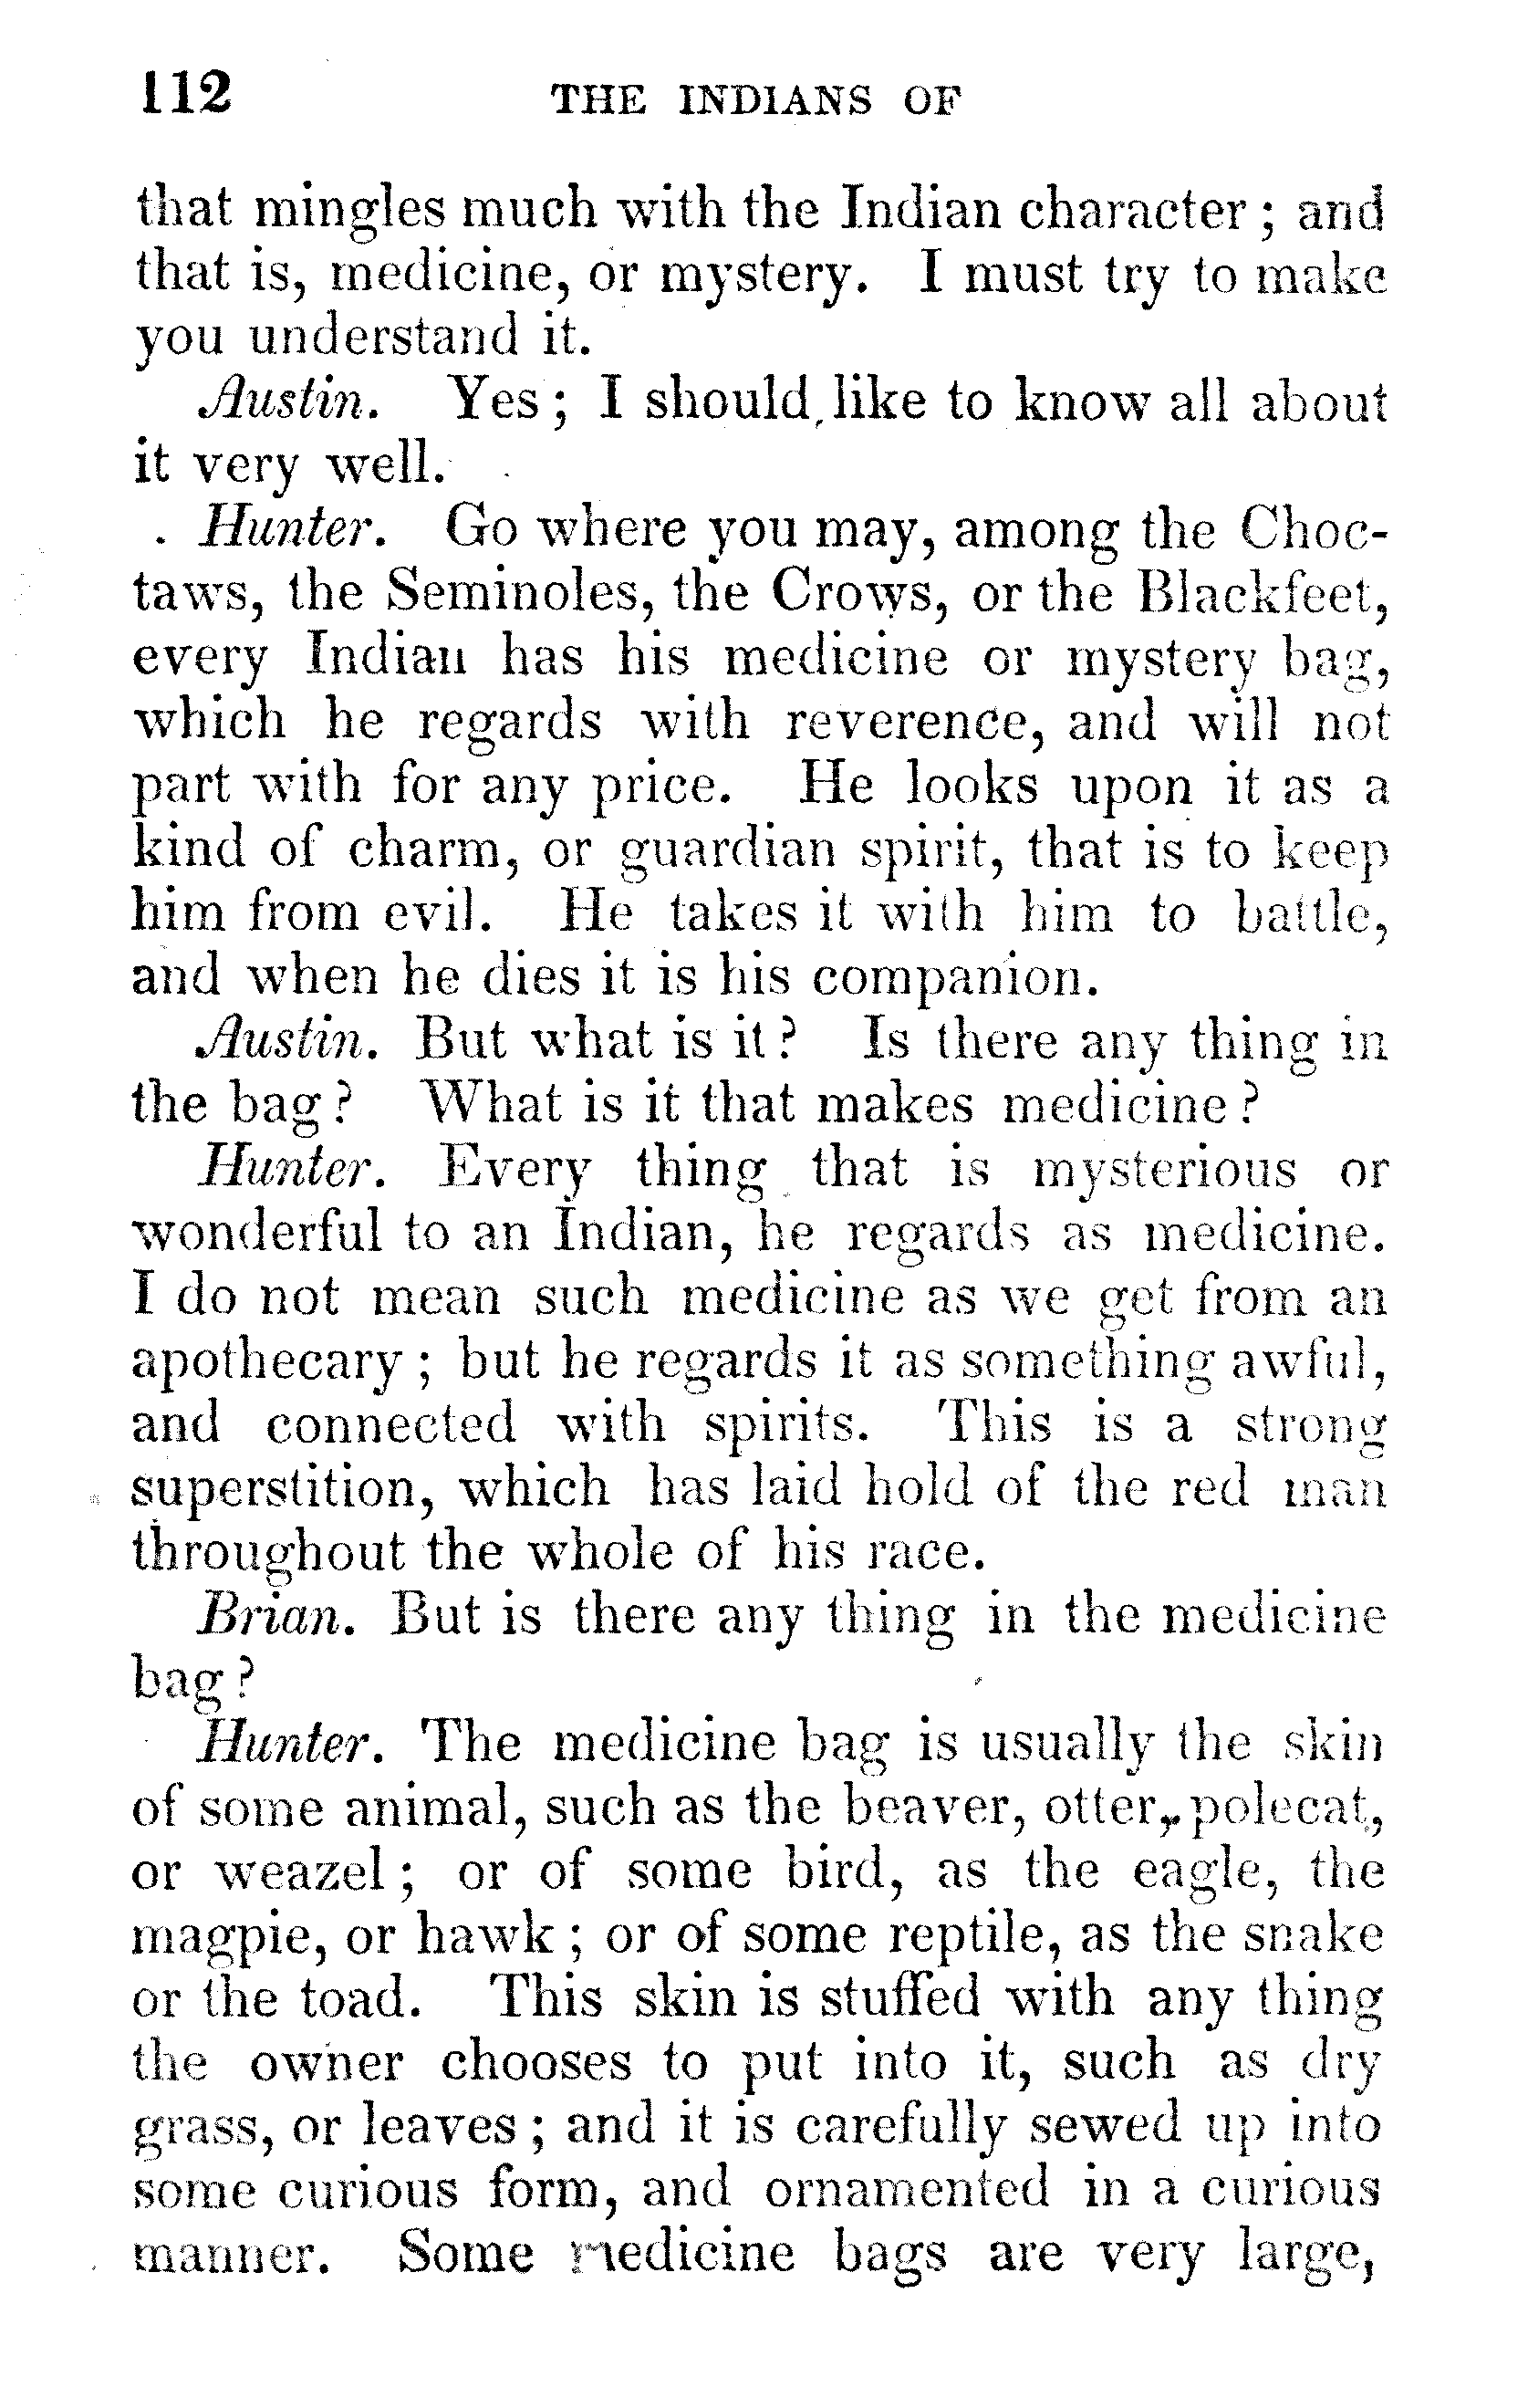 112 THE INDIANS OF
that mingles much with the Indian character; and
that is, medicine, or mystery. I must try to make
you understand it.
Austin. Yes; I should like to know all about
it very well.
Hunter. Go where you may, among the Choc-
taws, the Seminoles, the Crows, or the Blackfeet,
every Indian has his medicine or mystery bag,
which he regards with reverence, and will not
part with for any price. He looks upon it as a
kind of charm, or guardian spirit, that is to keep
him from evil. He takes it with him to battle,
and when he dies it is his companion.
Austin. But what is it? Is there any thing in
the bag? What is it that makes medicine?
Hunter. Every thing that is mysterious or
wonderful to an Indian, he regards as medicine.
I do not mean such medicine as we get from an
apothecary; but he regards it as something awful,
and connected with spirits. This is a strong
superstition, which has laid hold of the red man
throughout the whole of his race.
Brian. But is there any thing in the medicine
bag?
Hunter. The medicine bag is usually the skin
of some animal, such as the beaver, otter, polecat,
or weazel; or of some bird, as the eagle, the
magpie, or hawk; or of some reptile, as the snake
or the toad. This skin is stuffed with any thing
the owner chooses to put into it, such as dry
grass, or leaves; and it is carefully sewed up into
some curious form, and ornamented in a curious
manner. Some medicine bags are very large,